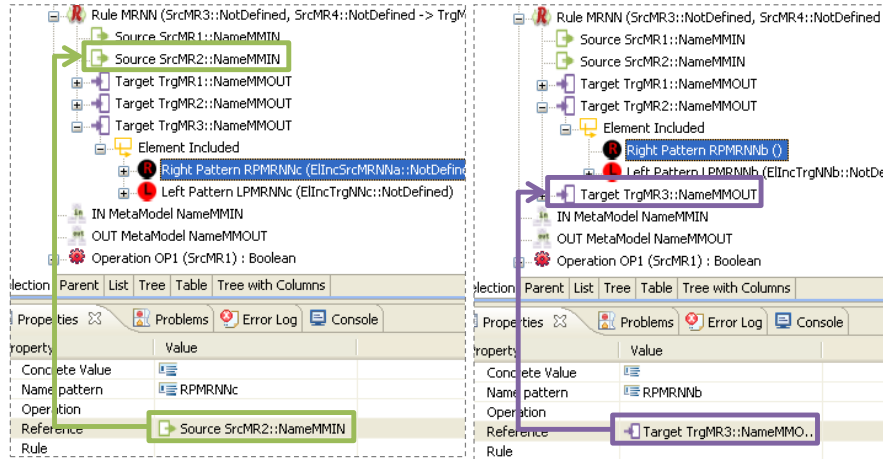 Rule MRNN (SrcMR3::NotDefined, SrcMR4::NotDefined -> TrgM
Source SrcMR1::NameMMIN
Source SrcMR2::NameMMIN
Target TrgMR1::NameMMOUT
Target TrgMR2::NameMMOUT
Target TrgMR3::NameMMOUT
Element Included
Right Pattern RPMRNNc (ElIncSrcMRNNa::NotDefine
Left Pattern LPMRNNc (ElIncTrgNNc::NotDefined)
IN MetaModel NameMMIN
OUT MetaModel NameMMOUT
Operation OP1 (SrcMR1) : Boolean
lection Parent List Tree Table Tree with Columns
Properties Problems Error Log Console
roperty Value
Concrete Value
Name pattern RPMRNNc
Operation
Reference Source SrcMR2::NameMMIN
Rule
Rule MRNN (SrcMR3::NotDefined, SrcMR4::NotDefined
Source SrcMR1::NameMMIN
Source SrcMR2::NameMMIN
Target TrgMR1::NameMMOUT
Target TrgMR2::NameMMOUT
Element Included
Right Pattern RPMRNNb ()
Left Pattern LPMRNNb (ElIncTrgNNb::NotDe
Target TrgMR3::NameMMOUT
IN MetaModel NameMMIN
OUT MetaModel NameMMOUT
Operation OP1 (SrcMR1) : Boolean
election Parent List Tree Table Tree with Columns
Properties Problems Error Log Console
roperty Value
Concrete Value
Name pattern RPMRNNb
Operation
Reference Target TrgMR3::NameMMO..
Rule